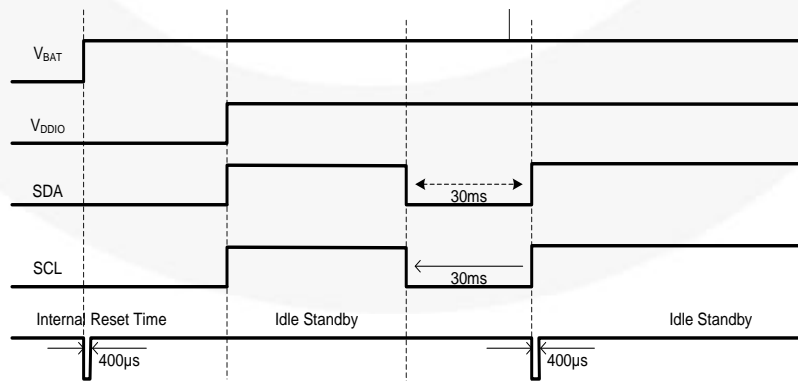 VBAT
VDDIO
SDA
30ms
SCL
30ms
Internal Reset Time Idle Standby Idle Standby
400µs 400µs